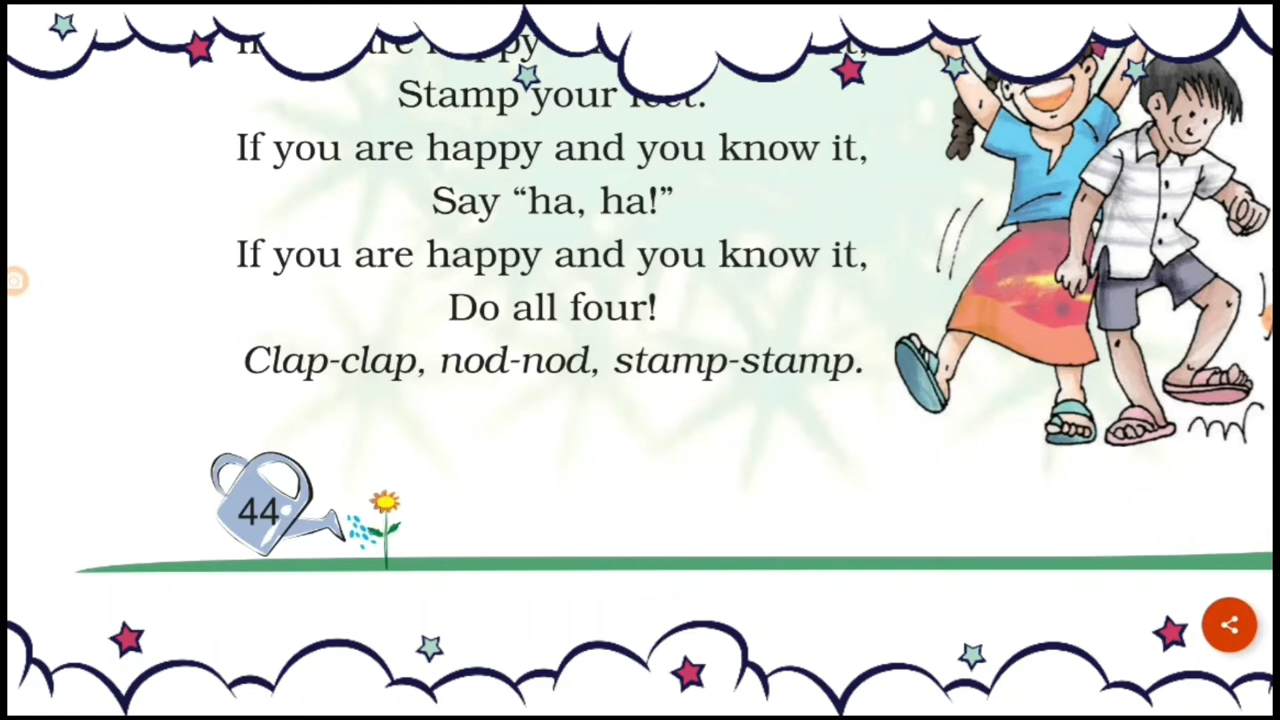 Stamp your feet.
If you are happy and you know it,
Say “ha, ha!”
If you are happy and you know it,
Do all four!
Clap-clap, nod-nod, stamp-stamp.
44